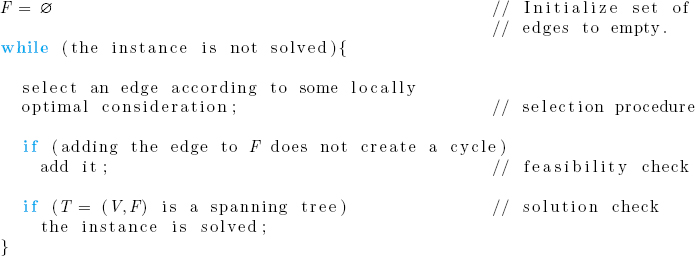 F = ∅ // Initialize set of
// edges to empty.
while (the instance is not solved){
select an edge according to some locally
optimal consideration; // selection procedure
if (adding the edge to F does not create a cycle)
add it; // feasibility check
if (T = (V,F) is a spanning tree) // solution check
the instance is solved;
}